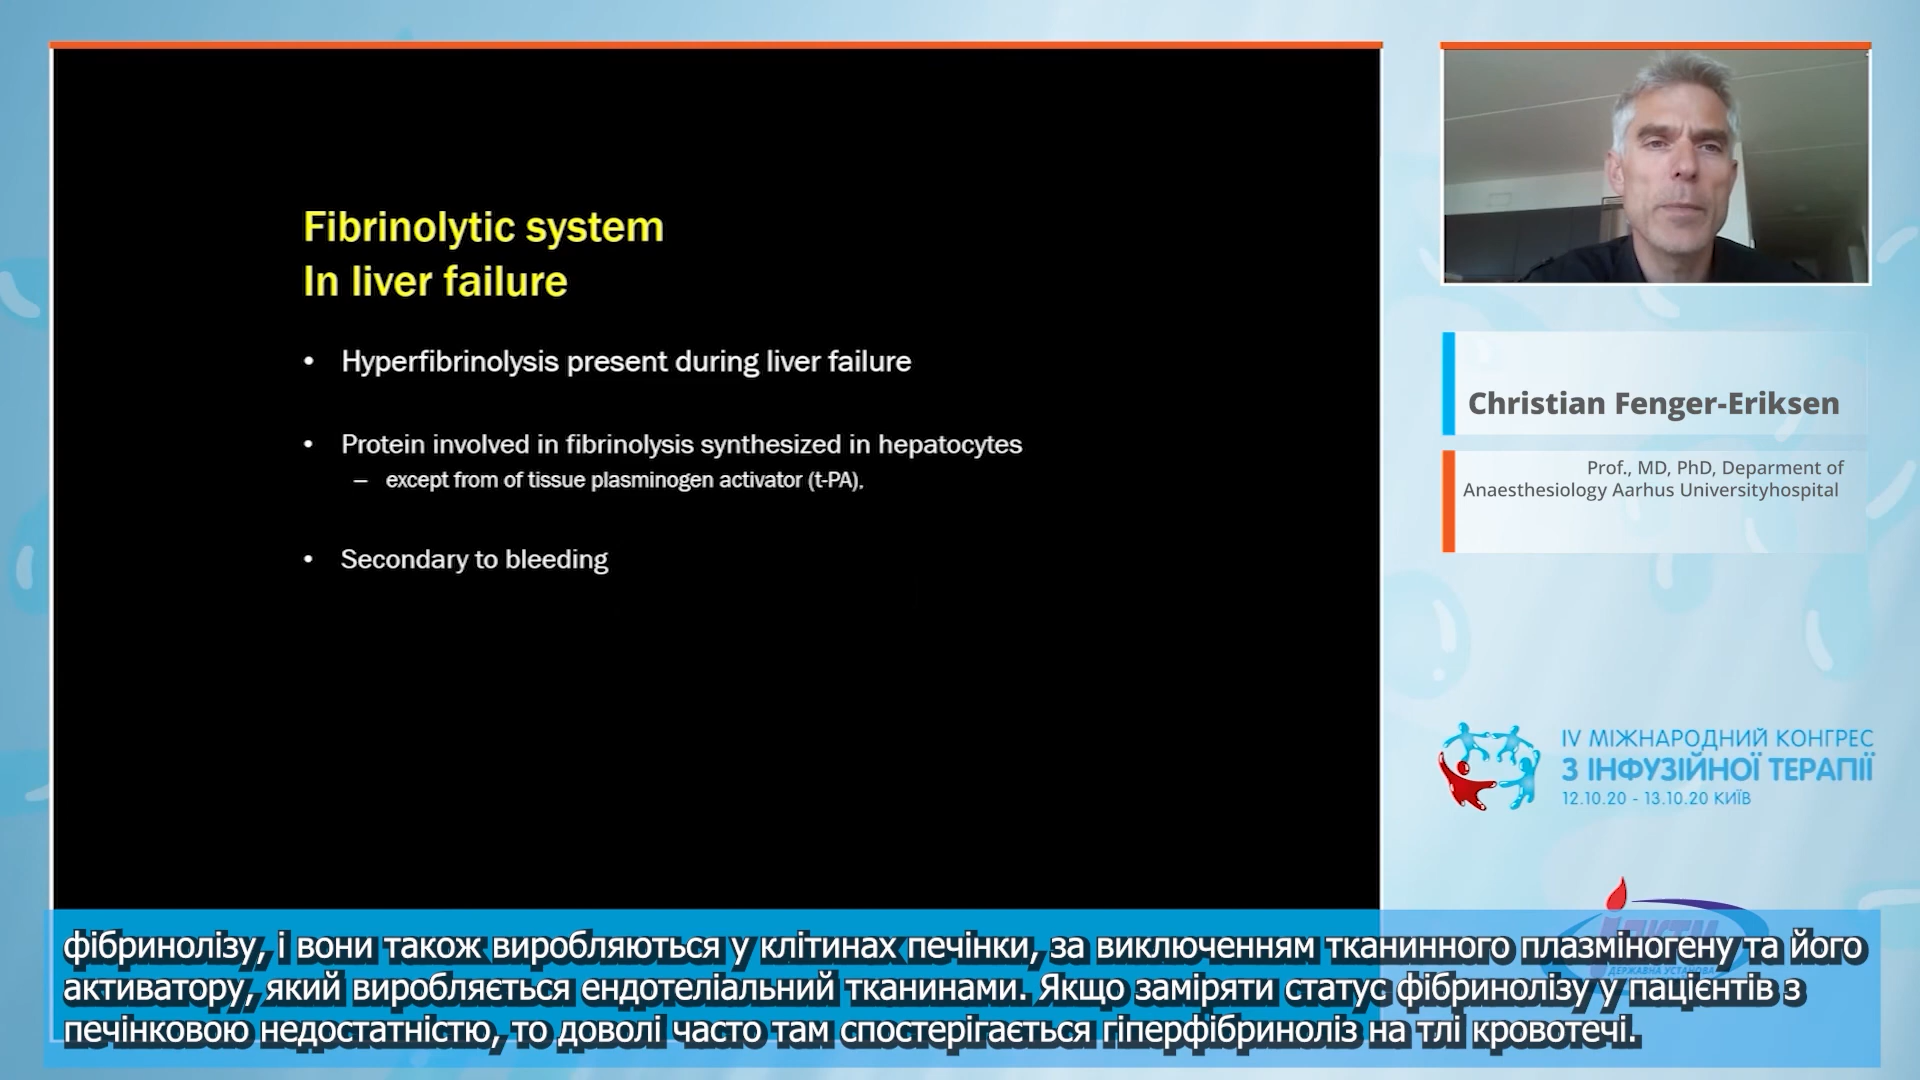 Fibrinolytic system
In liver failure
• Hyperfibrinolysis present during liver failure
• Protein involved in fibrinolysis synthesized in hepatocytes
– except from of tissue plasminogen activator (t-PA),
• Secondary to bleeding
Christian Fenger-Eriksen
Prof., MD, PhD, Deparment of
Anaesthesiology Aarhus Universityhospital
IV МІЖНАРОДНИЙ КОНГРЕС
З ІНФУЗІЙНОЇ ТЕРАПІЇ
12.10.20 - 13.10.20 КИЇВ
ДЕРЖАВНА УСТАНОВА
фібринолізу, і вони також виробляються у клітинах печінки, за виключенням тканинного плазміногену та його
активатору, який виробляється ендотеліальний тканинами. Якщо заміряти статус фібринолізу у пацієнтів з
печінковою недостатністю, то доволі часто там спостерігається гіперфібриноліз на тлі кровотечі.